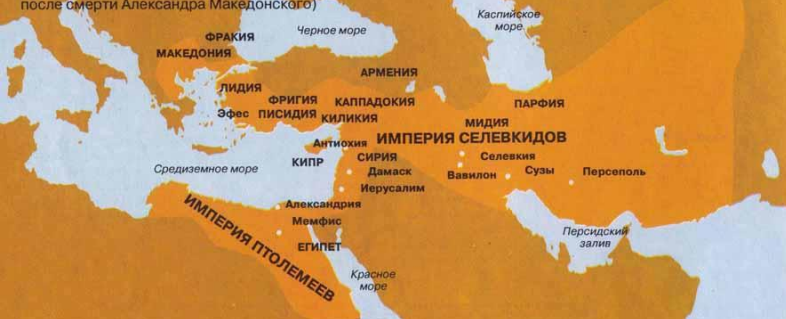 после смерти Александра Македонского)
Каспийское
море
Черное море
ФРАКИЯ
МАКЕДОНИЯ
АРМЕНИЯ
ЛИДИЯ
ФРИГИЯ
КАППАДОКИЯ
ПАРФИЯ
Эфес
ПИСИДИЯ
КИЛИКИЯ
МИДИЯ
ИМПЕРИЯ СЕЛЕВКИДОВ
Антиохия
КИПР
СИРИЯ
Селевкия
Средиземное море
Дамаск
Вавилон
Сузы
Персеполь
Иерусалим
Александрия
ИМПЕРИЯ ПТОЛЕМЕЕВ
Мемфис
ЕГИПЕТ
Персидский
залив
Красное
море